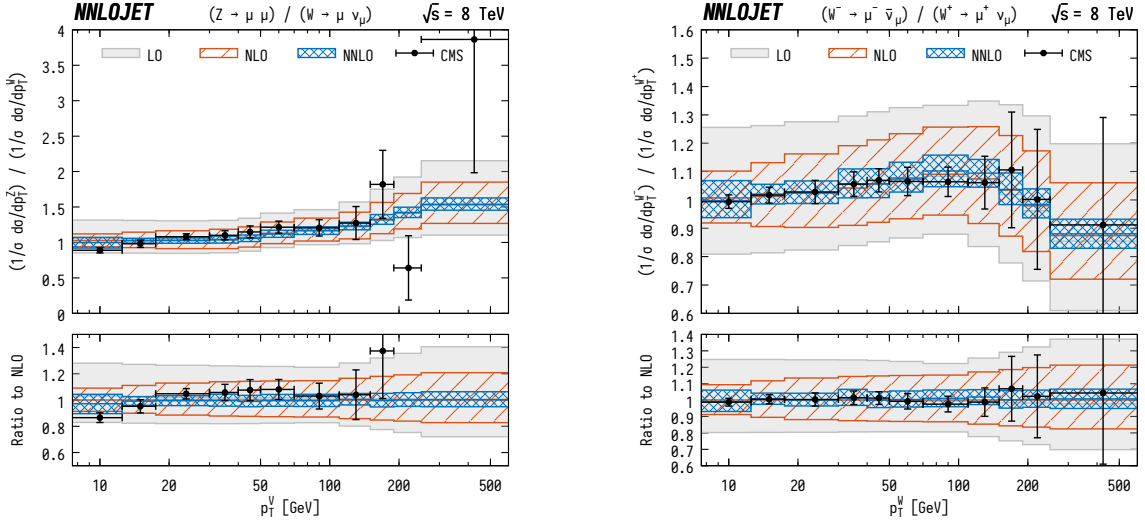 NNLOJET (Z → μ μ) / (W → μ ν_μ) √s = 8 TeV
LO NLO NNLO CMS
(1/σ dσ/dp_T^Z) / (1/σ dσ/dp_T^W)
4
3.5
3
2.5
2
1.5
1
0.5
0
Ratio to NLO
1.4
1.2
1.0
0.8
0.6
10 20 50 100 200 500
p_T^V [GeV]
NNLOJET (W⁻ → μ⁻ ν̄_μ) / (W⁺ → μ⁺ ν_μ) √s = 8 TeV
LO NLO NNLO CMS
(1/σ dσ/dp_T^W⁻) / (1/σ dσ/dp_T^W⁺)
1.6
1.5
1.4
1.3
1.2
1.1
1.0
0.9
0.8
0.7
0.6
Ratio to NLO
1.4
1.3
1.2
1.1
1.0
0.9
0.8
0.7
0.6
10 20 50 100 200 500
p_T^W [GeV]